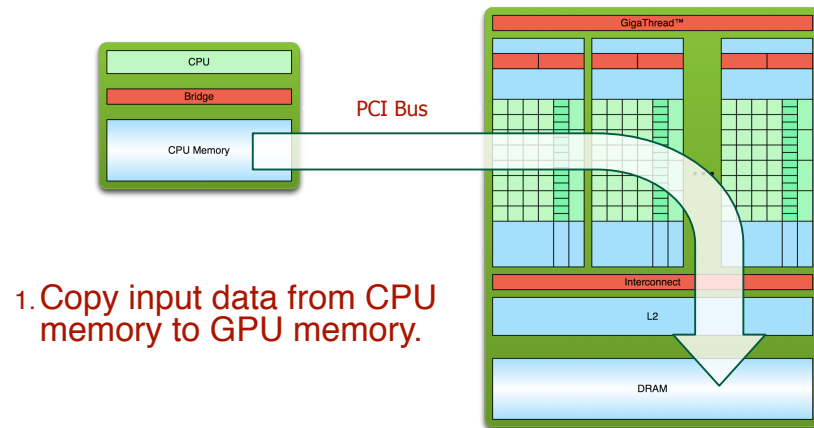 GigaThread™
CPU
Bridge
PCI Bus
CPU Memory
Interconnect
1. Copy input data from CPU
memory to GPU memory.
L2
DRAM